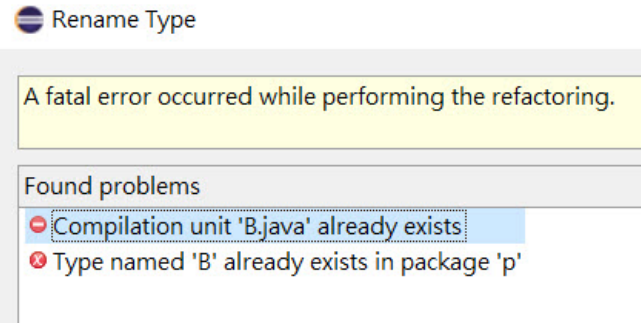 Rename Type
A fatal error occurred while performing the refactoring.
Found problems
Compilation unit 'B.java' already exists
Type named 'B' already exists in package 'p'